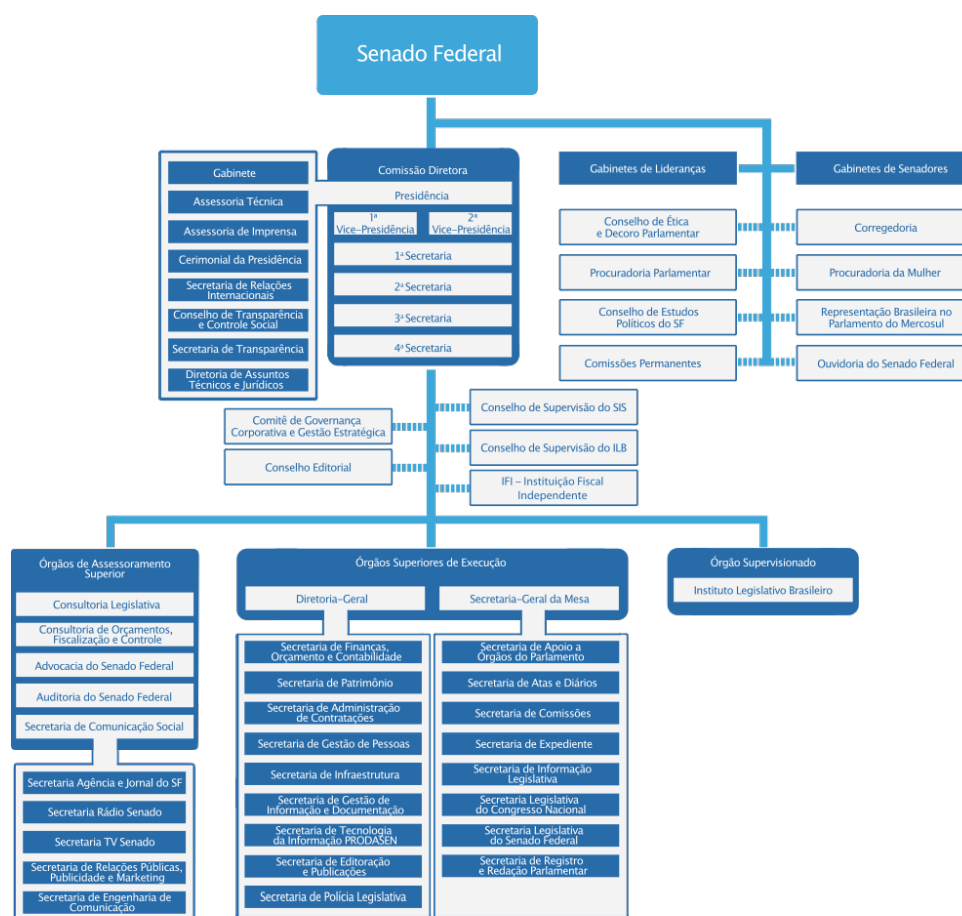 Senado Federal
Gabinete
Assessoria Técnica
Assessoria de Imprensa
Cerimonial da Presidência
Secretaria de Relações
Internacionais
Conselho de Transparência
e Controle Social
Secretaria de Transparência
Diretoria de Assuntos
Técnicos e Jurídicos
Comissão Diretora
Presidência
1ª
Vice-Presidência
2ª
Vice-Presidência
1ª Secretaria
2ª Secretaria
3ª Secretaria
4ª Secretaria
Gabinetes de Lideranças
Gabinetes de Senadores
Conselho de Ética
e Decoro Parlamentar
Corregedoria
Procuradoria Parlamentar
Procuradoria da Mulher
Conselho de Estudos
Políticos do SF
Representação Brasileira no
Parlamento do Mercosul
Comissões Permanentes
Ouvidoria do Senado Federal
Comitê de Governança
Corporativa e Gestão Estratégica
Conselho Editorial
Conselho de Supervisão do SIS
Conselho de Supervisão do ILB
IFI – Instituição Fiscal
Independente
Órgãos de Assessoramento
Superior
Consultoria Legislativa
Consultoria de Orçamentos,
Fiscalização e Controle
Advocacia do Senado Federal
Auditoria do Senado Federal
Secretaria de Comunicação Social
Secretaria Agência e Jornal do SF
Secretaria Rádio Senado
Secretaria TV Senado
Secretaria de Relações Públicas,
Publicidade e Marketing
Secretaria de Engenharia de
Comunicação
Órgãos Superiores de Execução
Diretoria-Geral
Secretaria-Geral da Mesa
Secretaria de Finanças,
Orçamento e Contabilidade
Secretaria de Patrimônio
Secretaria de Administração
de Contratações
Secretaria de Gestão de Pessoas
Secretaria de Infraestrutura
Secretaria de Gestão de
Informação e Documentação
Secretaria de Tecnologia
da Informação PRODASEN
Secretaria de Editoração
e Publicações
Secretaria de Polícia Legislativa
Secretaria de Apoio a
Órgãos do Parlamento
Secretaria de Atas e Diários
Secretaria de Comissões
Secretaria de Expediente
Secretaria de Informação
Legislativa
Secretaria Legislativa
do Congresso Nacional
Secretaria Legislativa
do Senado Federal
Secretaria de Registro
e Redação Parlamentar
Órgão Supervisionado
Instituto Legislativo Brasileiro